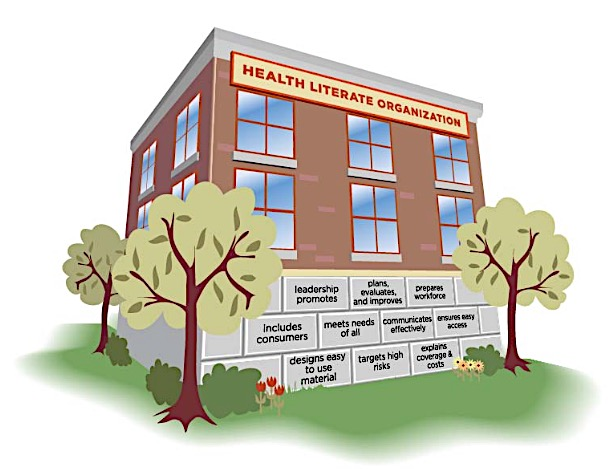 HEALTH LITERATE ORGANIZATION
leadership
promotes
plans,
evaluates,
and improves
prepares
workforce
Includes
consumers
meets needs
of all
communicates
effectively
ensures easy
access
designs easy
to use
material
targets high
risks
explains
coverage &
costs